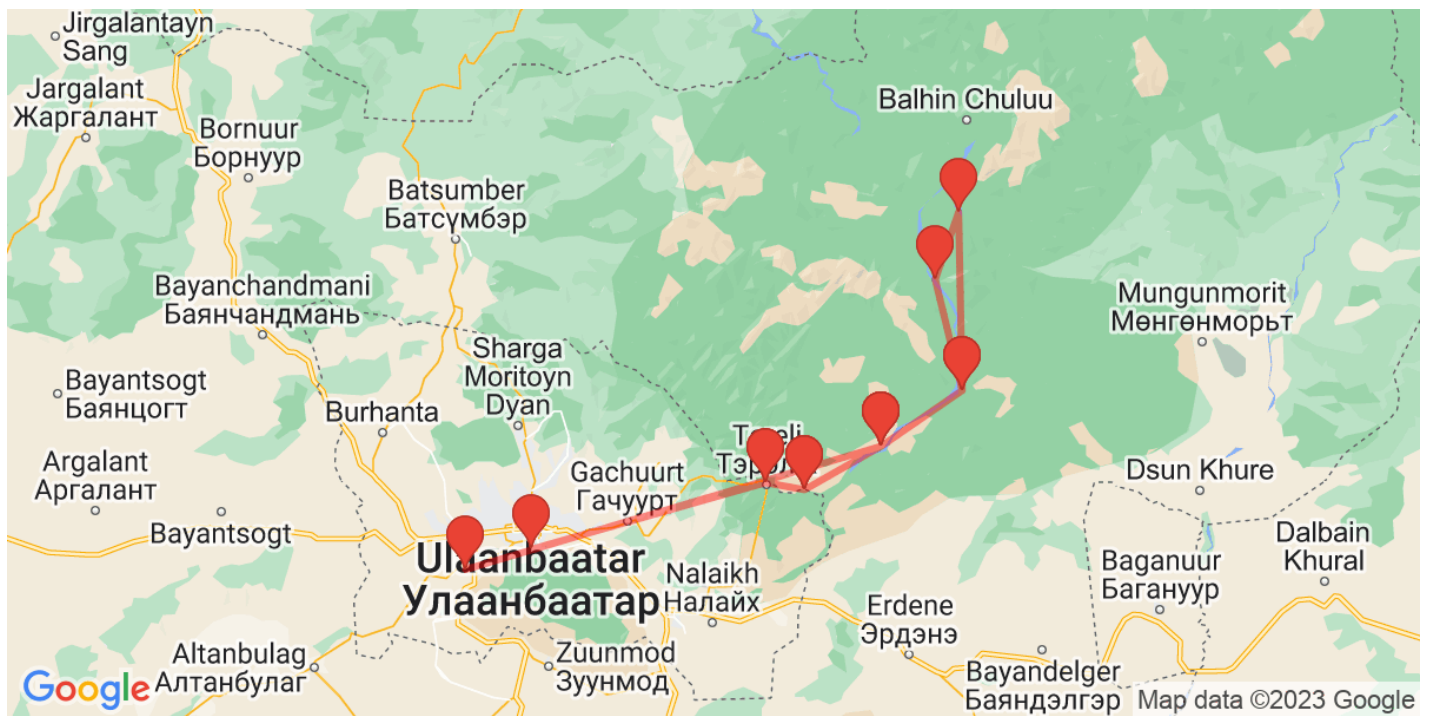 Jirgalantayn
Sang
Jargalant
Жаргалант
Bornuur
Борнуур
Balhin Chuluu
Batsumber
Батсүмбэр
Bayanchandmani
Баянчандмань
Mungunmorit
Мөнгөнморьт
Sharga
Moritoyn
Dyan
Bayantsogt
Баянцогт
Burhanta
Argalant
Аргалант
Gachuurt
Гачуурт
Dsun Khure
Bayantsogt
Ulaanbaatar
Улаанбаатар
Nalaikh
Налайх
Dalbain
Khural
Baganuur
Багануур
Erdene
Эрдэнэ
Altanbulag
Алтанбулаг
Zuunmod
Зуунмод
Bayandelger
Баяндэлгэр
Google
Map data ©2023 Google